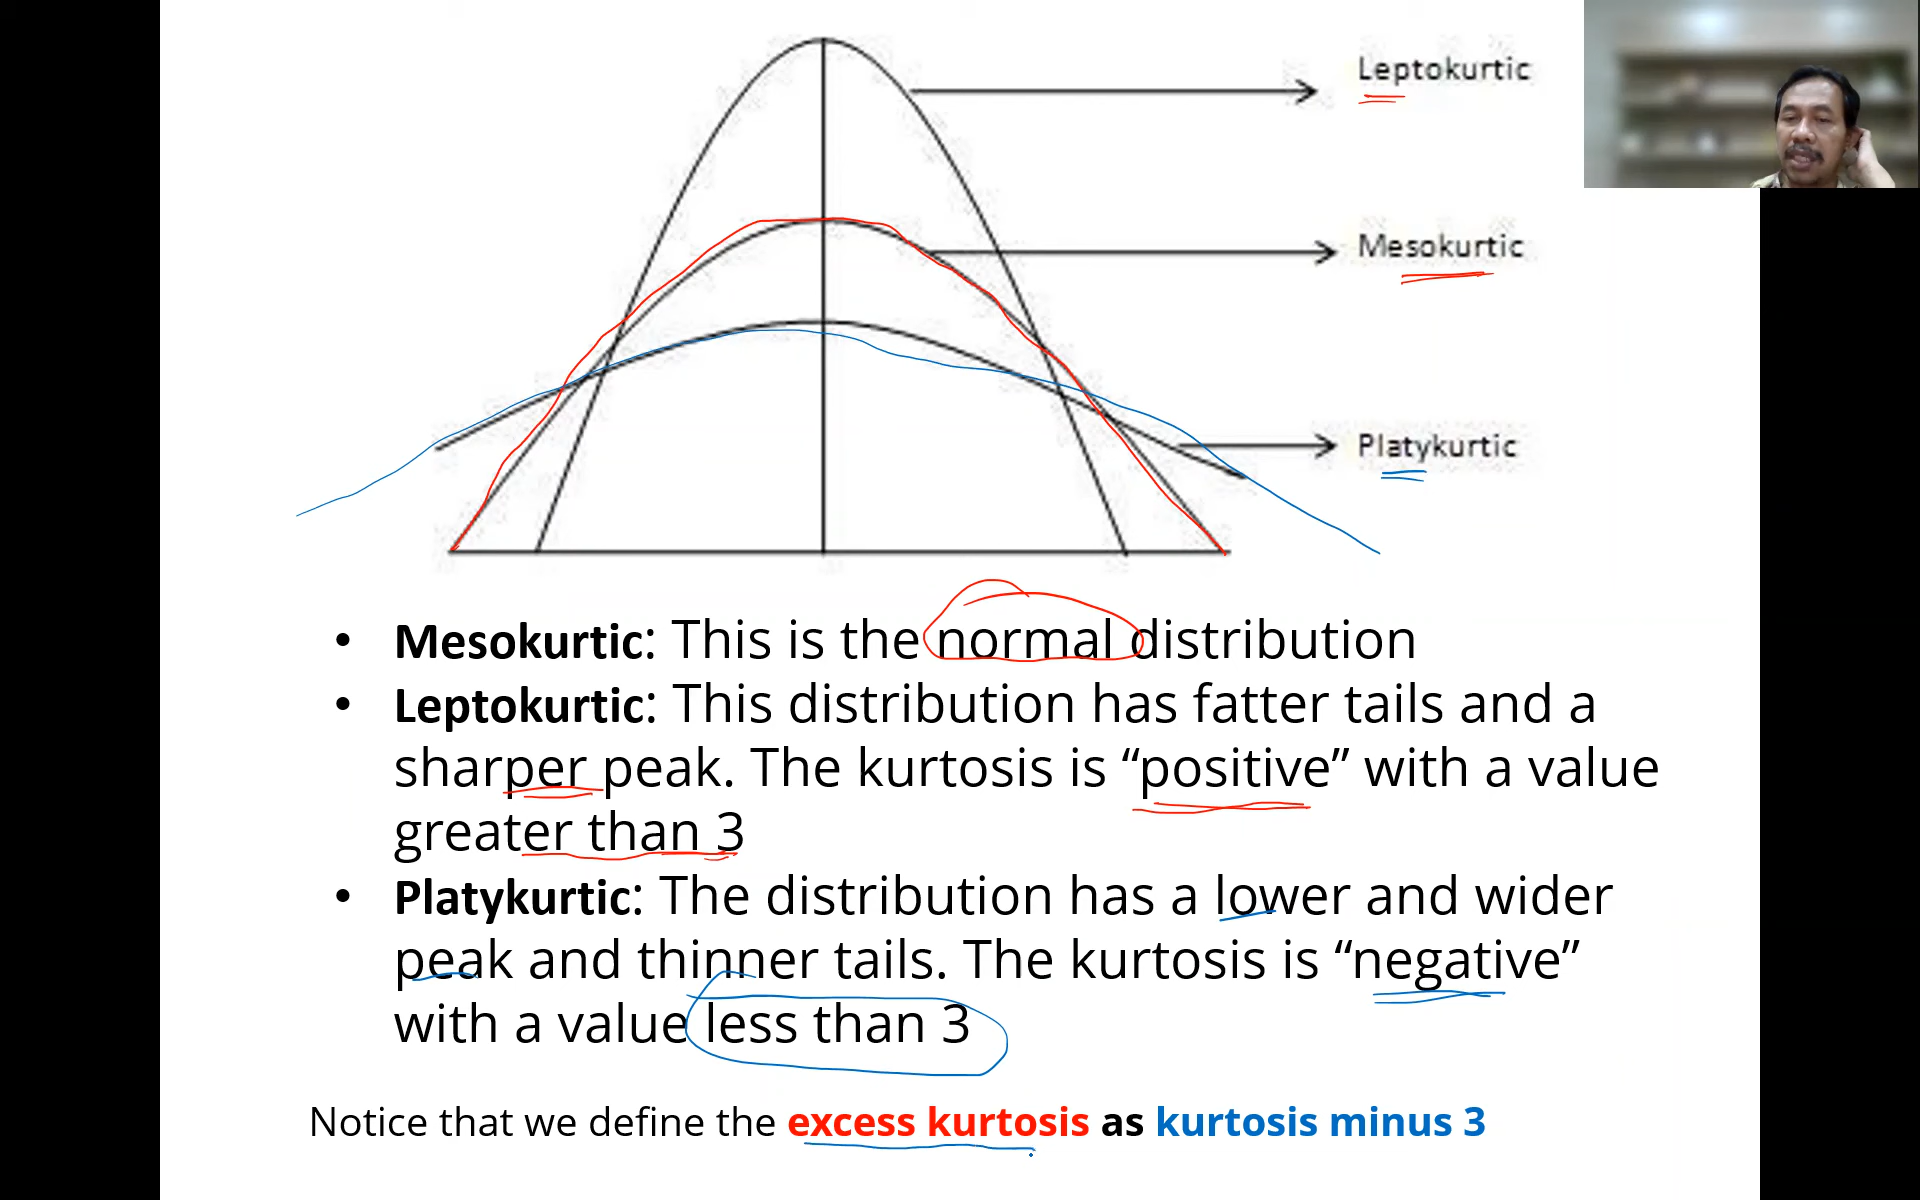 Leptokurtic
Mesokurtic
Platykurtic
• Mesokurtic: This is the normal distribution
• Leptokurtic: This distribution has fatter tails and a
sharper peak. The kurtosis is “positive” with a value
greater than 3
• Platykurtic: The distribution has a lower and wider
peak and thinner tails. The kurtosis is “negative”
with a value less than 3
Notice that we define the excess kurtosis as kurtosis minus 3